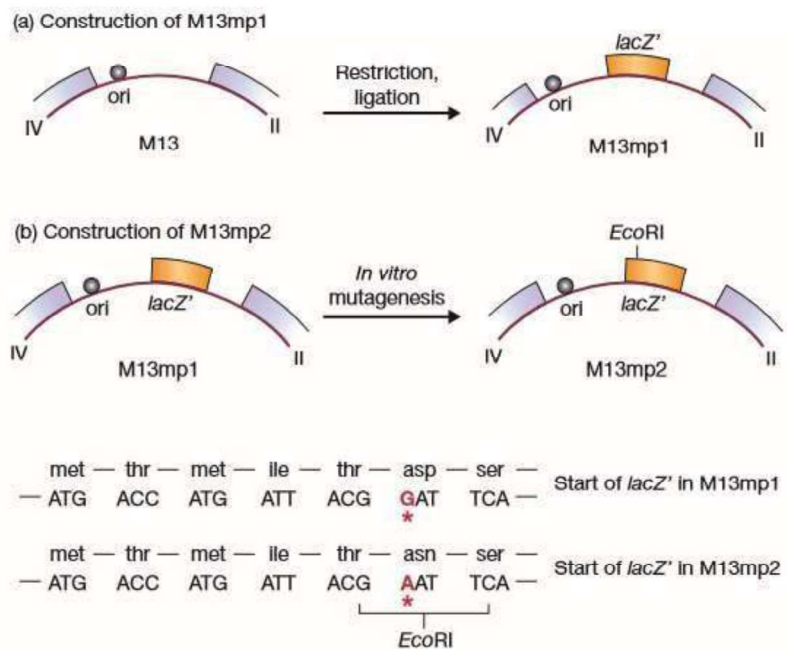 (a) Construction of M13mp1
lacZ’
Restriction,
ligation
ori
ori
IV
II
IV
II
M13
M13mp1
(b) Construction of M13mp2
EcoRI
In vitro
mutagenesis
ori
lacZ’
ori
lacZ’
IV
II
IV
II
M13mp1
M13mp2
met — thr — met — ile — thr — asp — ser —
— ATG ACC ATG ATT ACG GAT TCA — Start of lacZ’ in M13mp1
*
met — thr — met — ile — thr — asn — ser —
— ATG ACC ATG ATT ACG AAT TCA — Start of lacZ’ in M13mp2
*
EcoRI